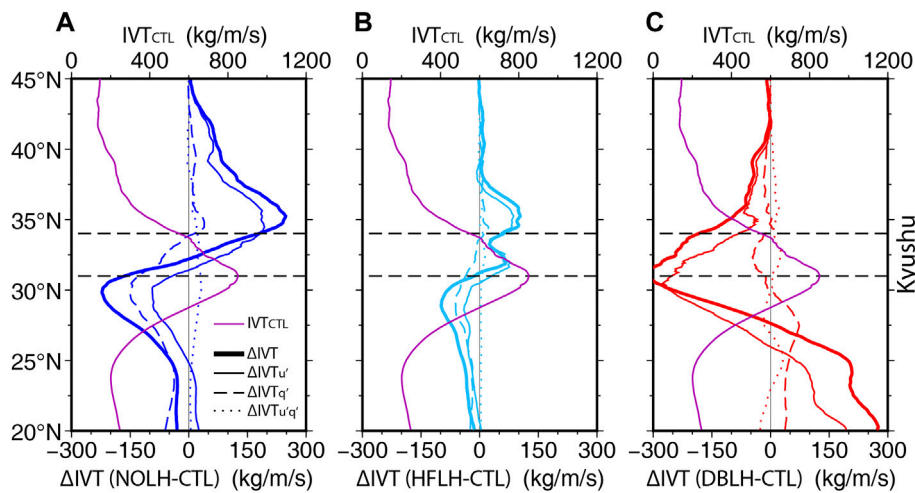 A
IVTCTL (kg/m/s)
0 400 800 1200
45°N
40°N
35°N
30°N
25°N
20°N
IVTCTL
ΔIVT
ΔIVTu'
ΔIVTq'
ΔIVTu'q'
−300 −150 0 150 300
ΔIVT (NOLH-CTL) (kg/m/s)
B
IVTCTL (kg/m/s)
0 400 800 1200
−300 −150 0 150 300
ΔIVT (HFLH-CTL) (kg/m/s)
C
IVTCTL (kg/m/s)
0 400 800 1200
−300 −150 0 150 300
ΔIVT (DBLH-CTL) (kg/m/s)
Kyushu